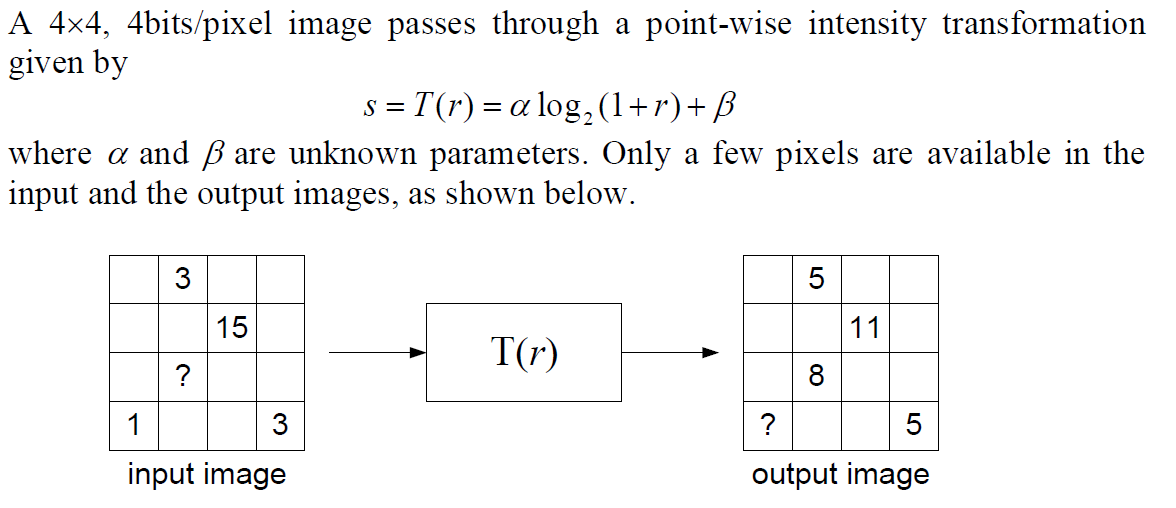 A 4×4, 4bits/pixel image passes through a point-wise intensity transformation
given by
s = T(r) = α log₂ (1 + r) + β
where α and β are unknown parameters. Only a few pixels are available in the
input and the output images, as shown below.
3
15
?
1 3
input image
T(r)
5
11
8
? 5
output image